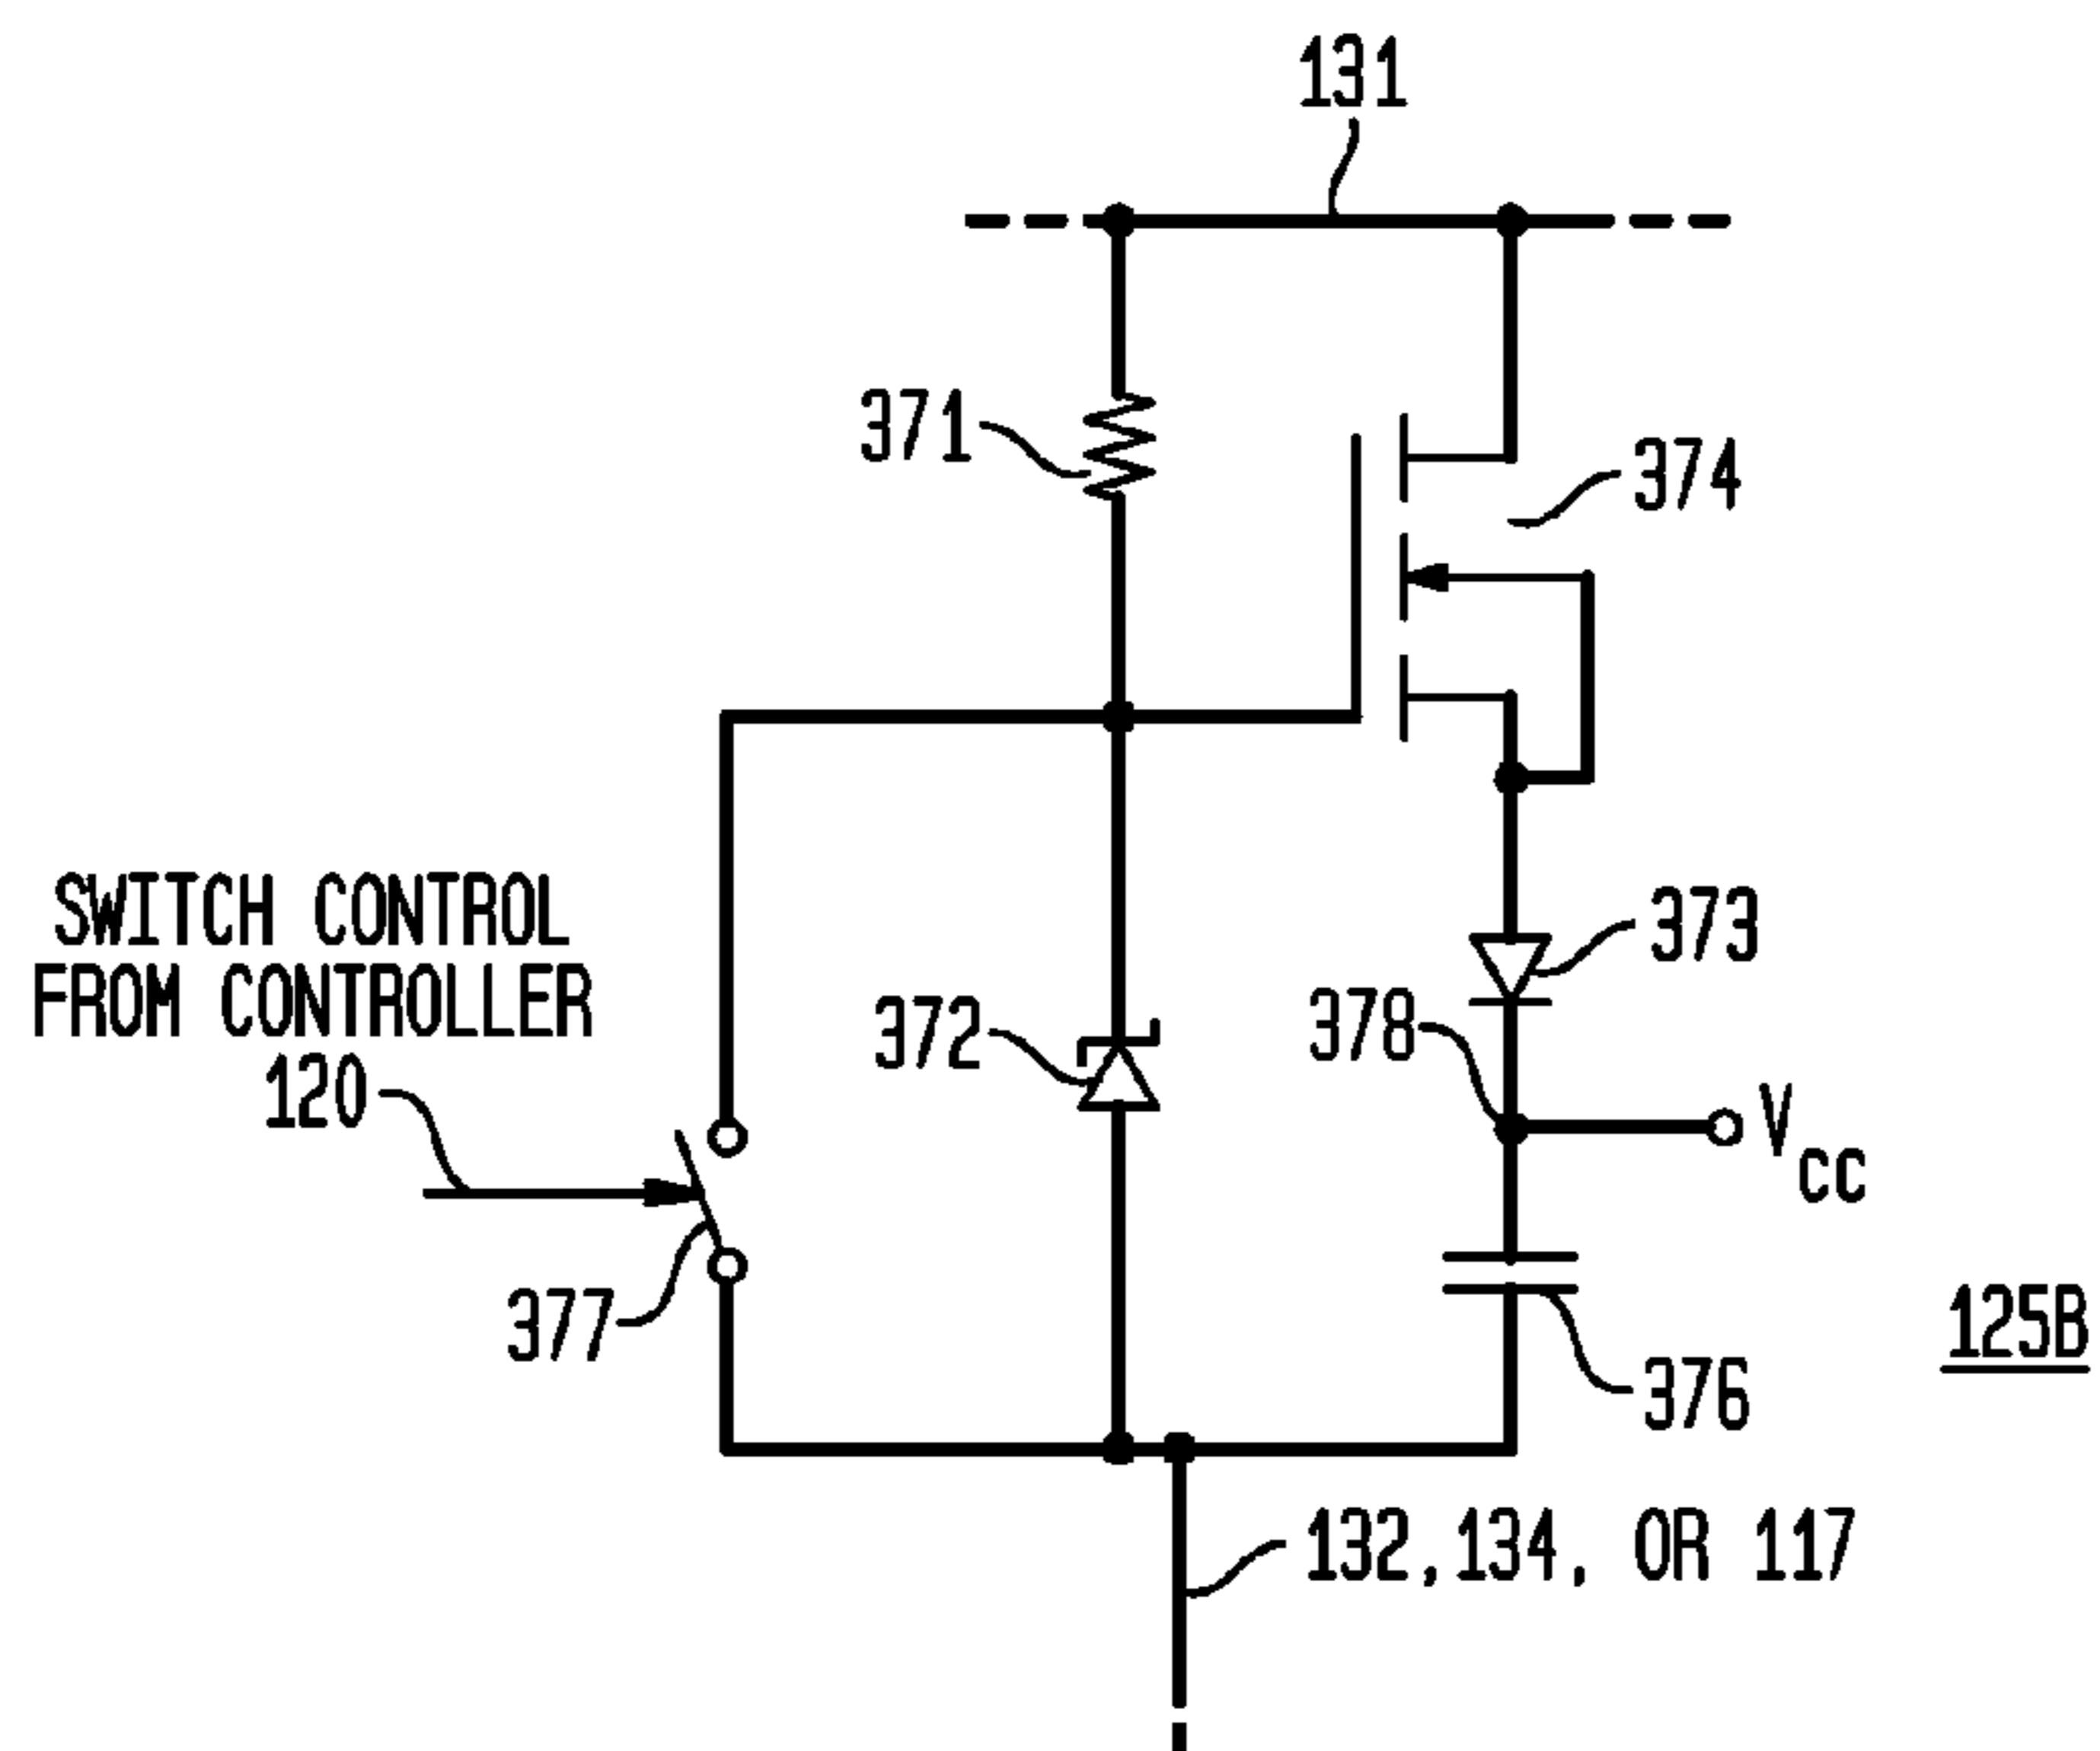 131
371
374
SWITCH CONTROL
FROM CONTROLLER
120
373
372
378
V
CC
377
125B
376
132, 134, OR 117